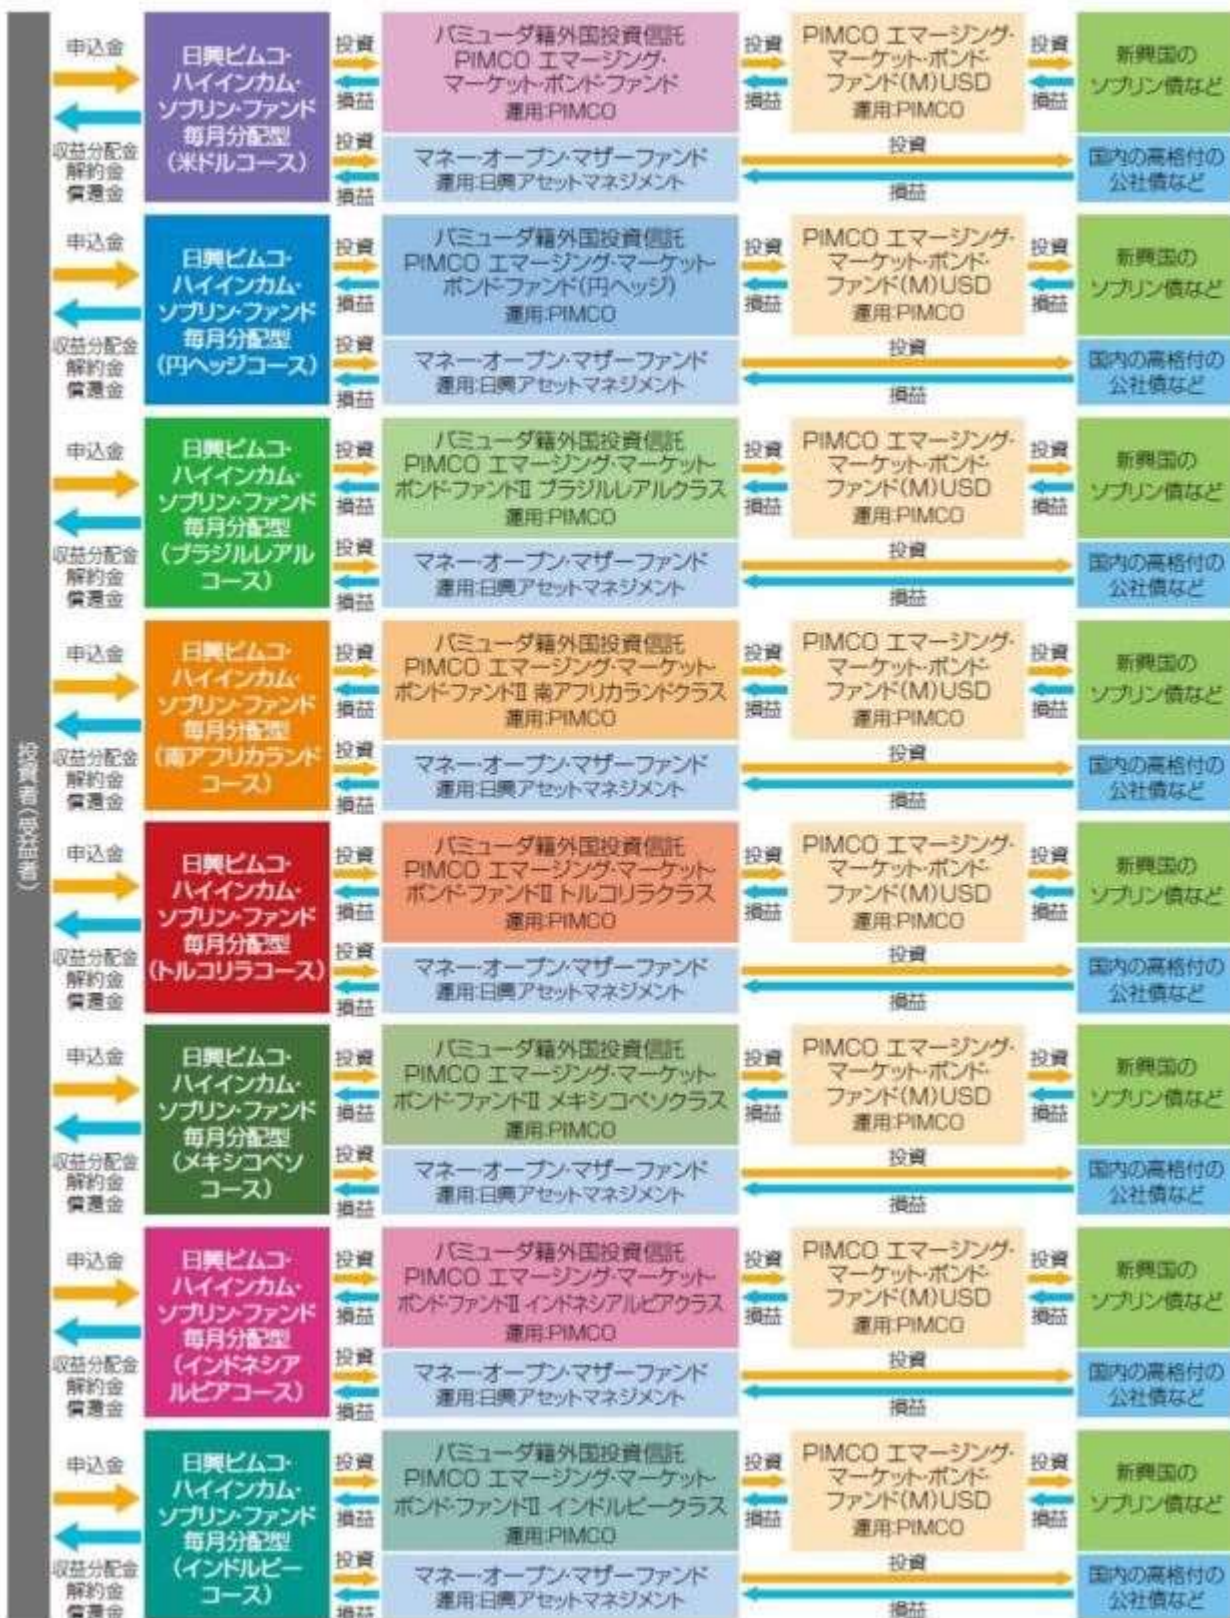 投資者(受益者)
申込金
収益分配金
解約金
償還金
日興ピムコ・
ハイインカム・
ソブリン・ファンド
毎月分配型
(米ドルコース)
投資
損益
バミューダ籍外国投資信託
PIMCO エマージング・
マーケット・ボンド・ファンド
運用:PIMCO
投資
損益
PIMCO エマージング・
マーケット・ボンド・
ファンド(M)USD
運用:PIMCO
投資
損益
新興国の
ソブリン債など
投資
損益
マネー・オープン・マザーファンド
運用:日興アセットマネジメント
投資
損益
国内の高格付の
公社債など
申込金
収益分配金
解約金
償還金
日興ピムコ・
ハイインカム・
ソブリン・ファンド
毎月分配型
(円ヘッジコース)
投資
損益
バミューダ籍外国投資信託
PIMCO エマージング・マーケット・
ボンド・ファンド(円ヘッジ)
運用:PIMCO
投資
損益
PIMCO エマージング・
マーケット・ボンド・
ファンド(M)USD
運用:PIMCO
投資
損益
新興国の
ソブリン債など
投資
損益
マネー・オープン・マザーファンド
運用:日興アセットマネジメント
投資
損益
国内の高格付の
公社債など
申込金
収益分配金
解約金
償還金
日興ピムコ・
ハイインカム・
ソブリン・ファンド
毎月分配型
(ブラジルレアル
コース)
投資
損益
バミューダ籍外国投資信託
PIMCO エマージング・マーケット・
ボンド・ファンドⅡ ブラジルレアルクラス
運用:PIMCO
投資
損益
PIMCO エマージング・
マーケット・ボンド・
ファンド(M)USD
運用:PIMCO
投資
損益
新興国の
ソブリン債など
投資
損益
マネー・オープン・マザーファンド
運用:日興アセットマネジメント
投資
損益
国内の高格付の
公社債など
申込金
収益分配金
解約金
償還金
日興ピムコ・
ハイインカム・
ソブリン・ファンド
毎月分配型
(南アフリカランド
コース)
投資
損益
バミューダ籍外国投資信託
PIMCO エマージング・マーケット・
ボンド・ファンドⅡ 南アフリカランドクラス
運用:PIMCO
投資
損益
PIMCO エマージング・
マーケット・ボンド・
ファンド(M)USD
運用:PIMCO
投資
損益
新興国の
ソブリン債など
投資
損益
マネー・オープン・マザーファンド
運用:日興アセットマネジメント
投資
損益
国内の高格付の
公社債など
申込金
収益分配金
解約金
償還金
日興ピムコ・
ハイインカム・
ソブリン・ファンド
毎月分配型
(トルコリラコース)
投資
損益
バミューダ籍外国投資信託
PIMCO エマージング・マーケット・
ボンド・ファンドⅡ トルコリラクラス
運用:PIMCO
投資
損益
PIMCO エマージング・
マーケット・ボンド・
ファンド(M)USD
運用:PIMCO
投資
損益
新興国の
ソブリン債など
投資
損益
マネー・オープン・マザーファンド
運用:日興アセットマネジメント
投資
損益
国内の高格付の
公社債など
申込金
収益分配金
解約金
償還金
日興ピムコ・
ハイインカム・
ソブリン・ファンド
毎月分配型
(メキシコペソ
コース)
投資
損益
バミューダ籍外国投資信託
PIMCO エマージング・マーケット・
ボンド・ファンドⅡ メキシコペソクラス
運用:PIMCO
投資
損益
PIMCO エマージング・
マーケット・ボンド・
ファンド(M)USD
運用:PIMCO
投資
損益
新興国の
ソブリン債など
投資
損益
マネー・オープン・マザーファンド
運用:日興アセットマネジメント
投資
損益
国内の高格付の
公社債など
申込金
収益分配金
解約金
償還金
日興ピムコ・
ハイインカム・
ソブリン・ファンド
毎月分配型
(インドネシア
ルピアコース)
投資
損益
バミューダ籍外国投資信託
PIMCO エマージング・マーケット・
ボンド・ファンドⅡ インドネシアルピアクラス
運用:PIMCO
投資
損益
PIMCO エマージング・
マーケット・ボンド・
ファンド(M)USD
運用:PIMCO
投資
損益
新興国の
ソブリン債など
投資
損益
マネー・オープン・マザーファンド
運用:日興アセットマネジメント
投資
損益
国内の高格付の
公社債など
申込金
収益分配金
解約金
償還金
日興ピムコ・
ハイインカム・
ソブリン・ファンド
毎月分配型
(インドルピー
コース)
投資
損益
バミューダ籍外国投資信託
PIMCO エマージング・マーケット・
ボンド・ファンドⅡ インドルピークラス
運用:PIMCO
投資
損益
PIMCO エマージング・
マーケット・ボンド・
ファンド(M)USD
運用:PIMCO
投資
損益
新興国の
ソブリン債など
投資
損益
マネー・オープン・マザーファンド
運用:日興アセットマネジメント
投資
損益
国内の高格付の
公社債など